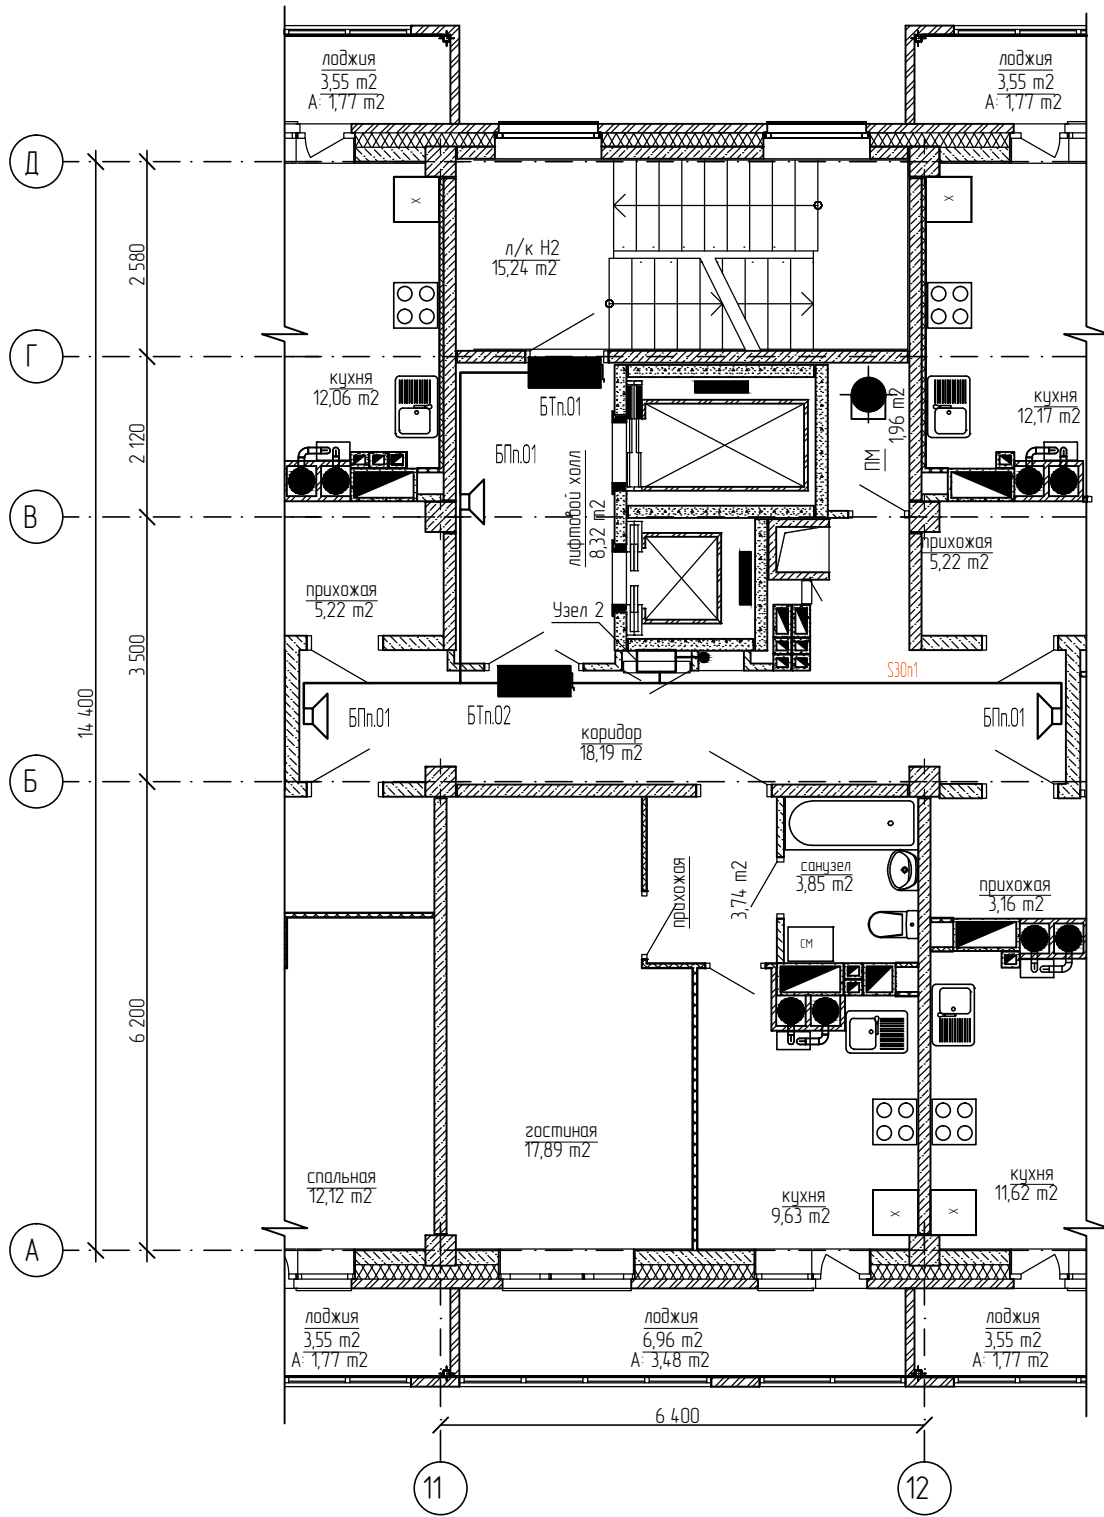 лоджия
3,55 m2
А: 1,77 m2
лоджия
3,55 m2
А: 1,77 m2
Д
X
X
л/к Н2
15,24 m2
2 580
Г
кухня
12,06 m2
БТп.01
1,96 m2
ПМ
кухня
12,17 m2
2 120
БПп.01
лифтовой холл
8,32 m2
В
прихожая
5,22 m2
прихожая
5,22 m2
Узел 2
3 500
14 400
S30п1
БПп.01
БТп.02
коридор
18,19 m2
БПп.01
Б
прихожая
3,74 m2
санузел
3,85 m2
прихожая
3,16 m2
СМ
6 200
гостиная
17,89 m2
спальная
12,12 m2
кухня
9,63 m2
кухня
11,62 m2
X
X
А
лоджия
3,55 m2
А: 1,77 m2
лоджия
6,96 m2
А: 3,48 m2
лоджия
3,55 m2
А: 1,77 m2
6 400
11
12